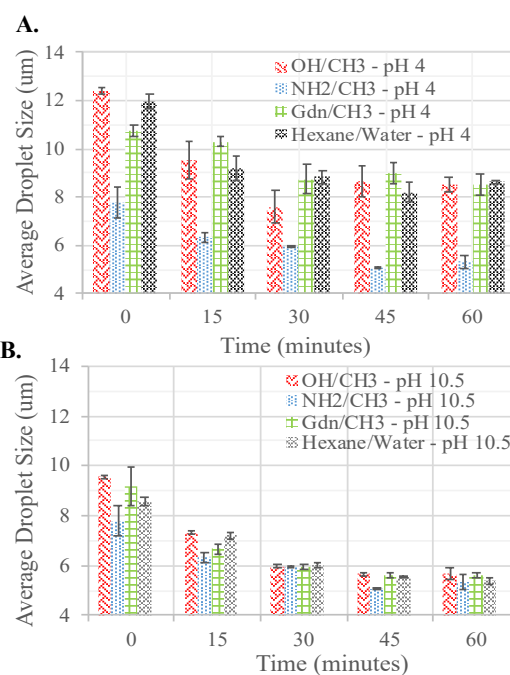 A.
14
12
10
8
6
4
Average Droplet Size (um)
OH/CH3 - pH 4
NH2/CH3 - pH 4
Gdn/CH3 - pH 4
Hexane/Water - pH 4
0 15 30 45 60
Time (minutes)
B.
14
12
10
8
6
4
Average Droplet Size (um)
OH/CH3 - pH 10.5
NH2/CH3 - pH 10.5
Gdn/CH3 - pH 10.5
Hexane/Water - pH 10.5
0 15 30 45 60
Time (minutes)